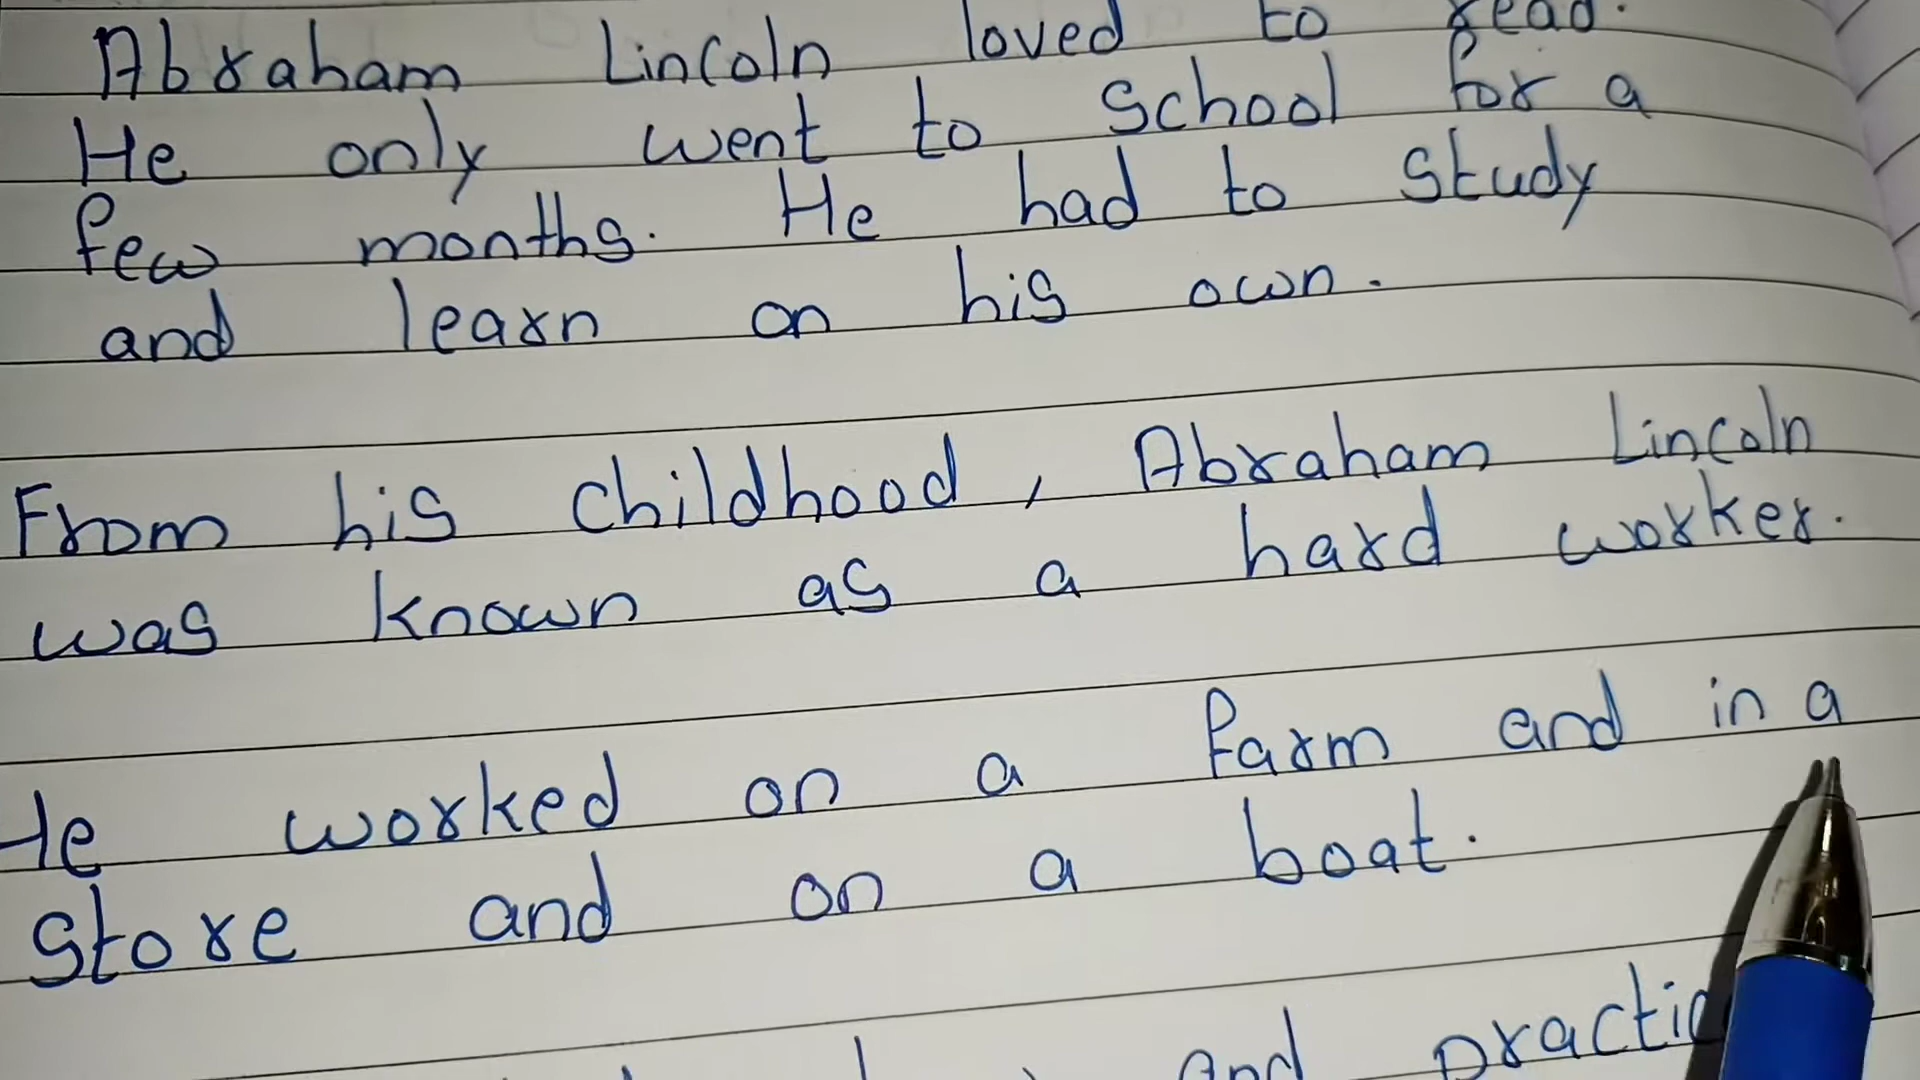 Abraham Lincoln loved to read.
He only went to School for a
few months. He had to study
and learn on his own.
From his childhood, Abraham Lincoln
was known as a hard worker.
He worked on a farm and in a
store and on a boat.
and